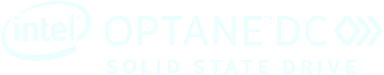 intel OPTANE™ DC
SOLID STATE DRIVE